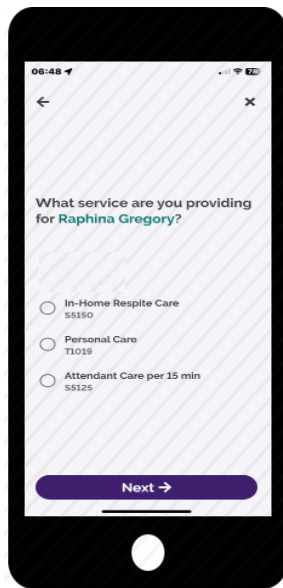 06:48
78
What service are you providing
for Raphina Gregory?
In-Home Respite Care
S5150
Personal Care
T1019
Attendant Care per 15 min
S5125
Next →